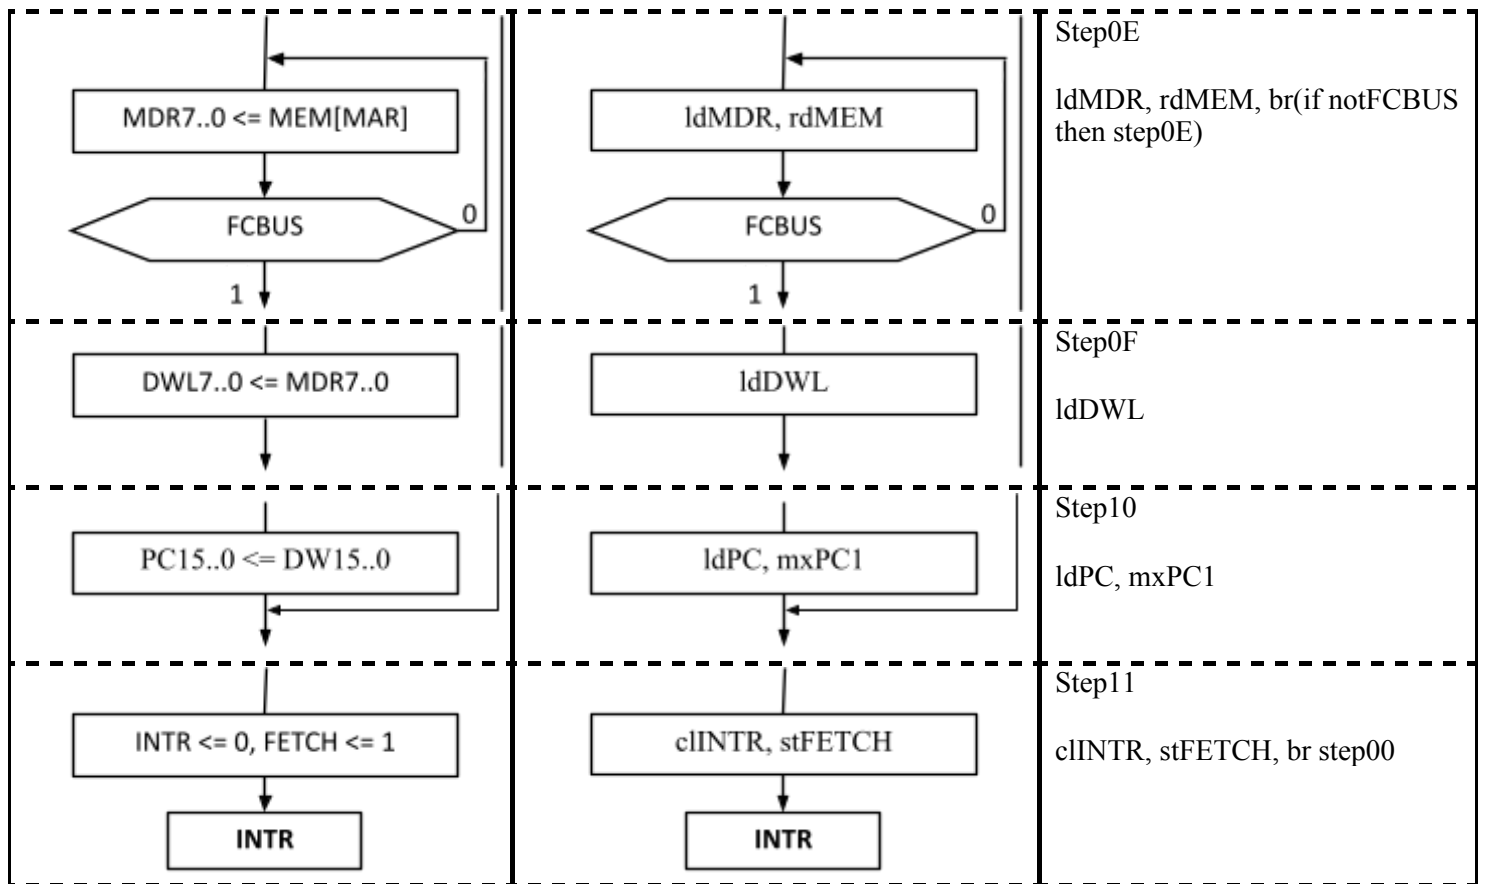 MDR7..0 <= MEM[MAR]
FCBUS
0
1
ldMDR, rdMEM
FCBUS
0
1
Step0E
ldMDR, rdMEM, br(if notFCBUS
then step0E)
DWL7..0 <= MDR7..0
ldDWL
Step0F
ldDWL
PC15..0 <= DW15..0
ldPC, mxPC1
Step10
ldPC, mxPC1
INTR <= 0, FETCH <= 1
INTR
clINTR, stFETCH
INTR
Step11
clINTR, stFETCH, br step00